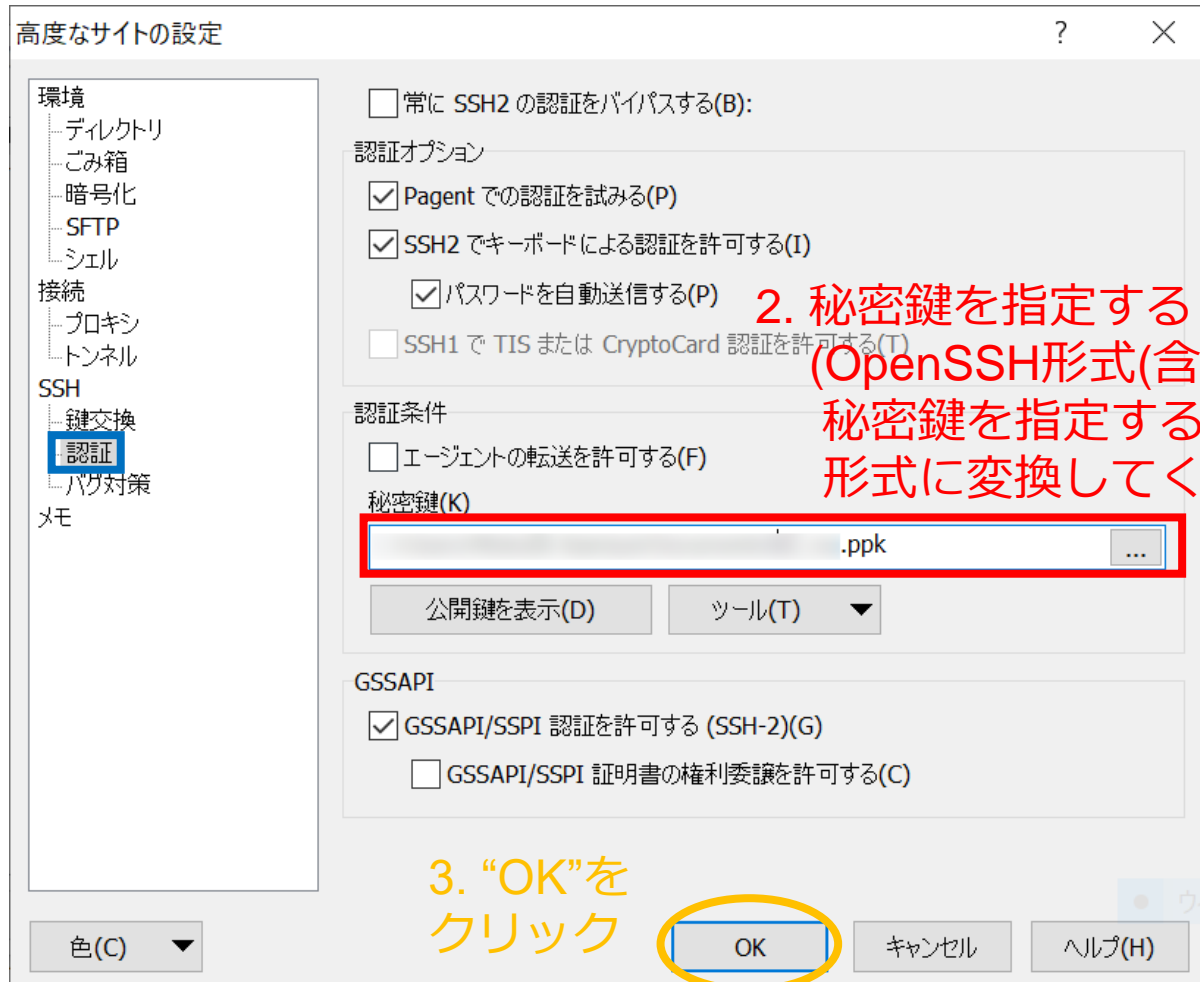 高度なサイトの設定
?
環境
ディレクトリ
ごみ箱
暗号化
SFTP
シェル
接続
プロキシ
トンネル
SSH
鍵交換
認証
バグ対策
メモ
常に SSH2 の認証をバイパスする(B):
認証オプション
Pagent での認証を試みる(P)
SSH2 でキーボードによる認証を許可する(I)
パスワードを自動送信する(P)
SSH1 で TIS または CryptoCard 認証を許可する(T)
2. 秘密鍵を指定する
(OpenSSH形式(含
秘密鍵を指定する
形式に変換してく
認証条件
エージェントの転送を許可する(F)
秘密鍵(K)
.ppk
...
公開鍵を表示(D)
ツール(T)
GSSAPI
GSSAPI/SSPI 認証を許可する (SSH-2)(G)
GSSAPI/SSPI 証明書の権利委譲を許可する(C)
3. “OK”を
クリック
色(C)
OK
キャンセル
ヘルプ(H)